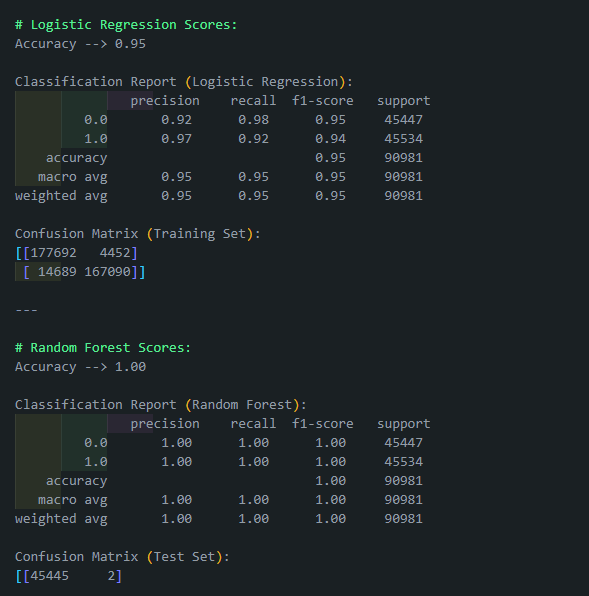 # Logistic Regression Scores:
Accuracy --> 0.95
Classification Report (Logistic Regression):
precision recall f1-score support
0.0 0.92 0.98 0.95 45447
1.0 0.97 0.92 0.94 45534
accuracy 0.95 90981
macro avg 0.95 0.95 0.95 90981
weighted avg 0.95 0.95 0.95 90981
Confusion Matrix (Training Set):
[[177692 4452]
[ 14689 167090]]
---
# Random Forest Scores:
Accuracy --> 1.00
Classification Report (Random Forest):
precision recall f1-score support
0.0 1.00 1.00 1.00 45447
1.0 1.00 1.00 1.00 45534
accuracy 1.00 90981
macro avg 1.00 1.00 1.00 90981
weighted avg 1.00 1.00 1.00 90981
Confusion Matrix (Test Set):
[[45445 2]